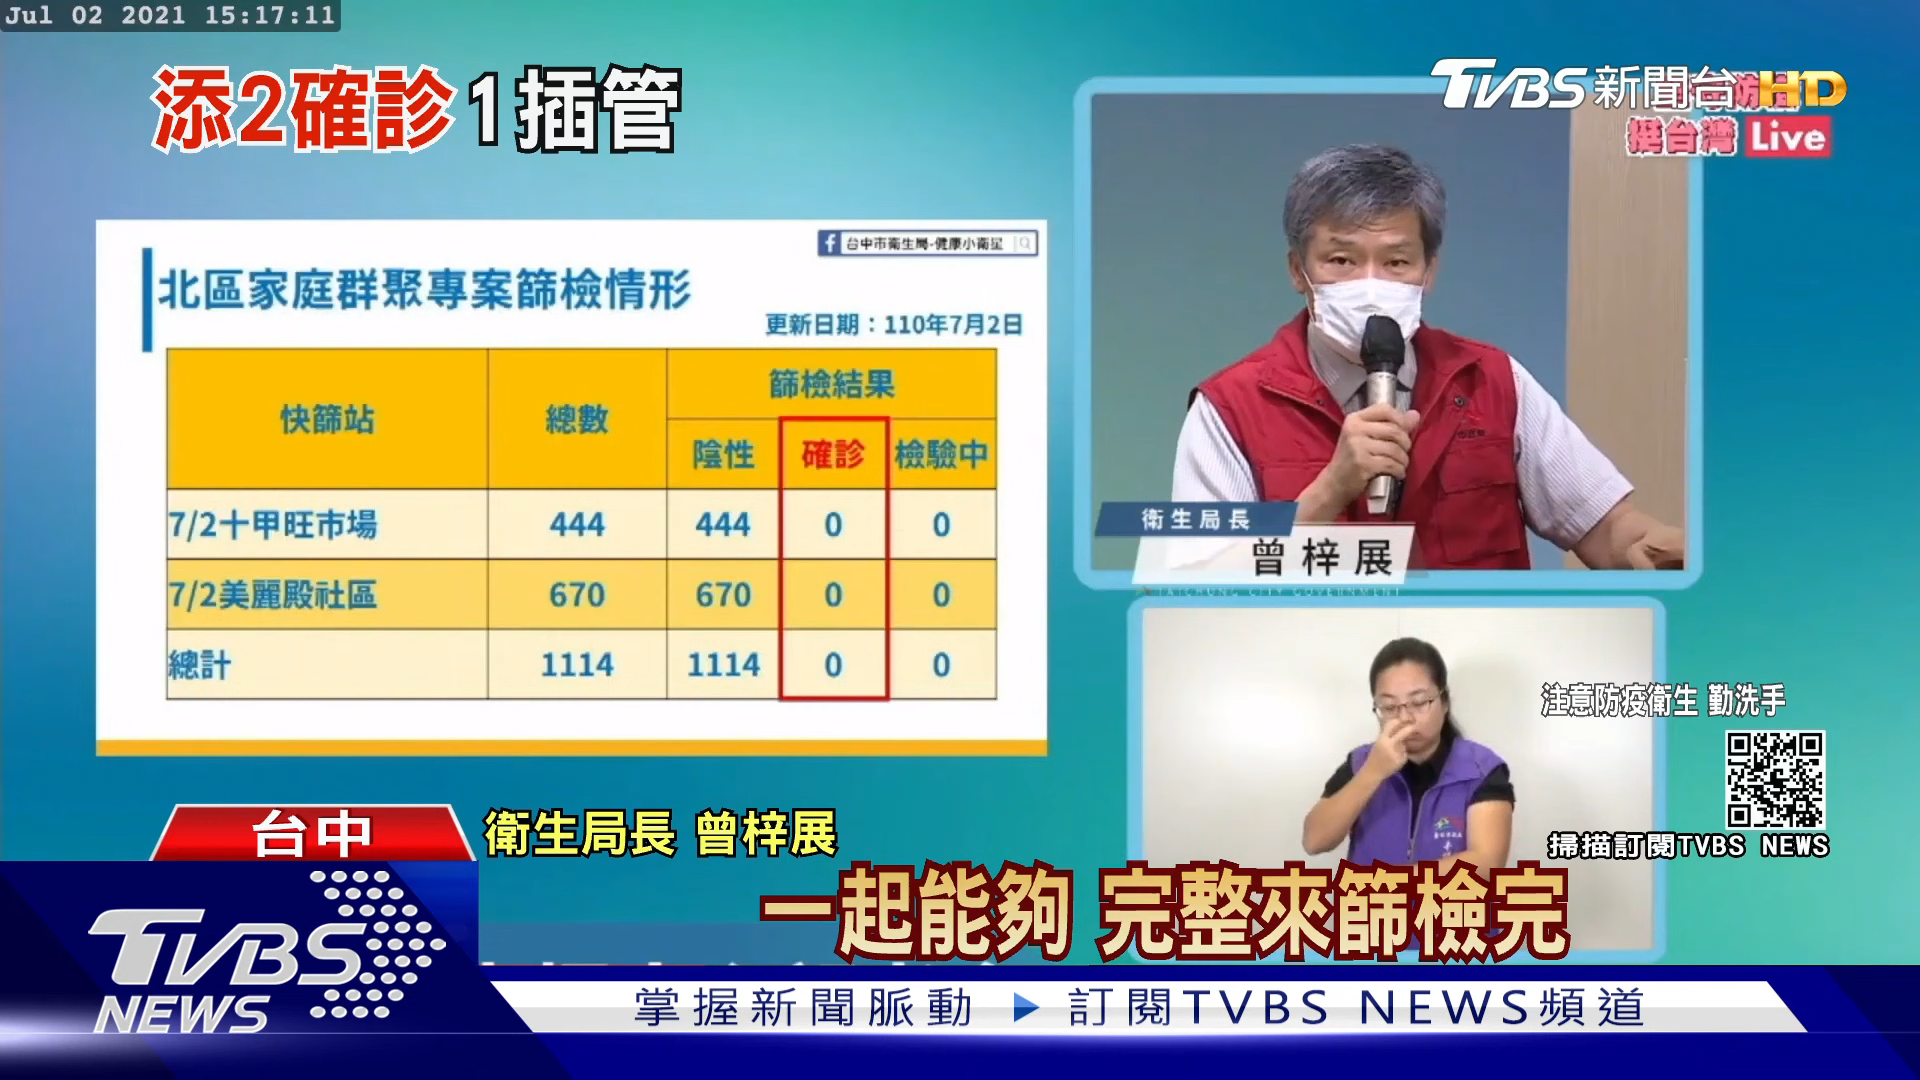 Jul 02 2021 15:17:11
添2確診 1插管
TVBS新聞台 HD
挺台灣 Live
台中市衛生局-健康小衛星
北區家庭群聚專案篩檢情形
更新日期：110年7月2日
快篩站 總數 篩檢結果
陰性 確診 檢驗中
7/2十甲旺市場 444 444 0 0
7/2美麗殿社區 670 670 0 0
總計 1114 1114 0 0
衛生局長
曾梓展
TAICHUNG CITY GOVERNMENT
注意防疫衛生 勤洗手
掃描訂閱TVBS NEWS
台中 衛生局長 曾梓展
一起能夠 完整來篩檢完
TVBS NEWS
掌握新聞脈動 ▶ 訂閱TVBS NEWS頻道